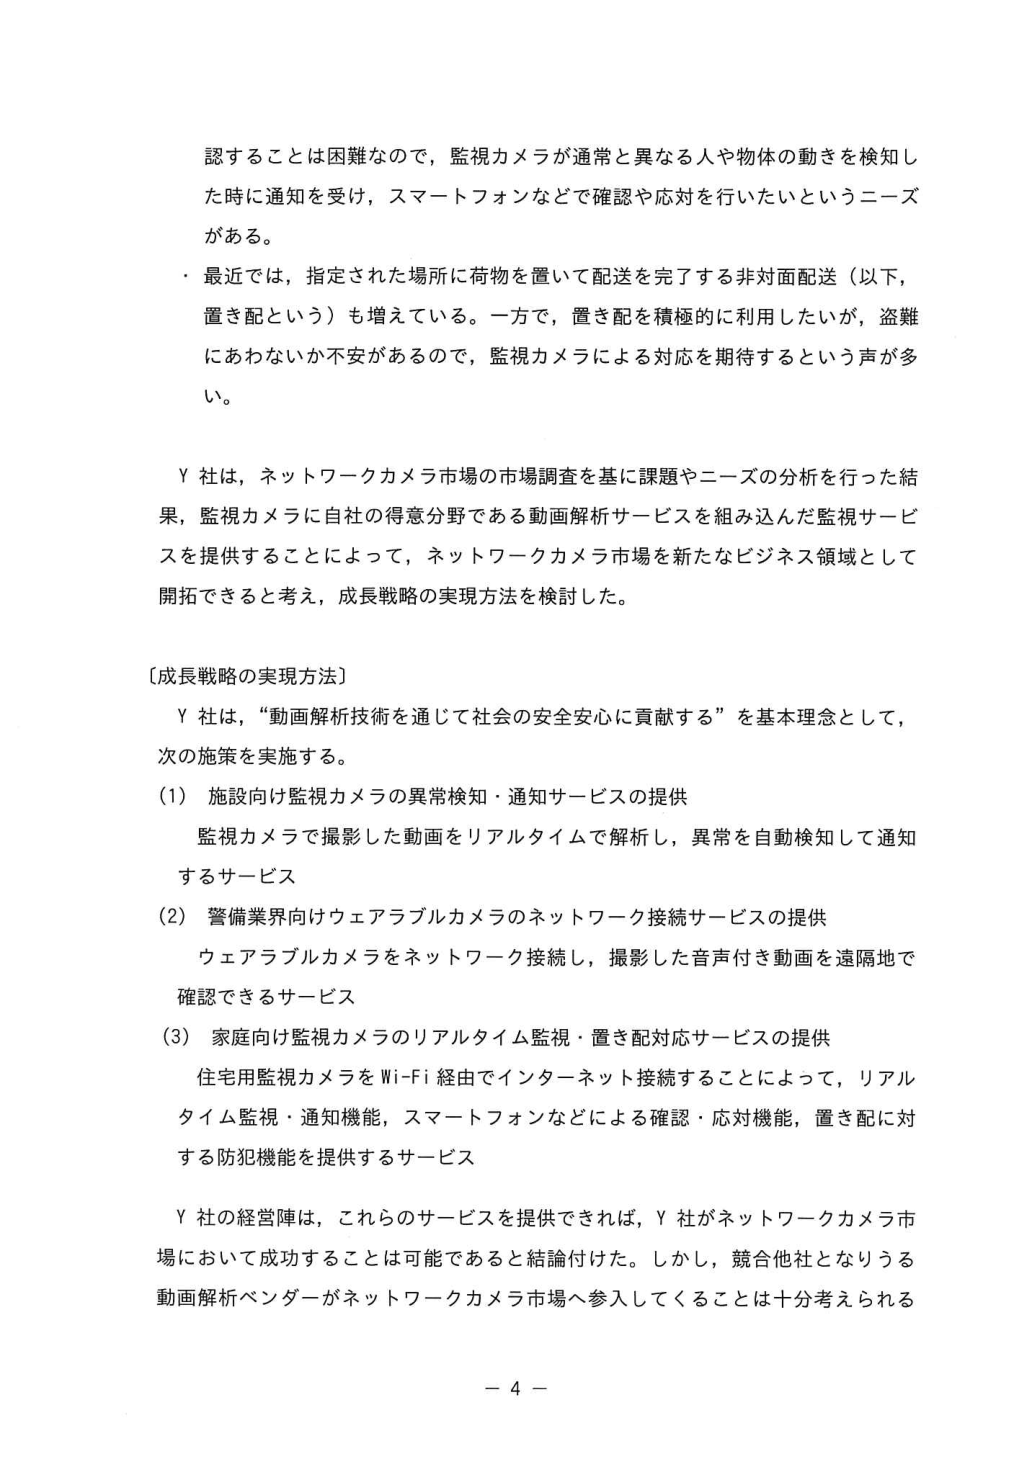 認することは困難なので，監視カメラが通常と異なる人や物体の動きを検知し
た時に通知を受け，スマートフォンなどで確認や応対を行いたいというニーズ
がある。
・ 最近では，指定された場所に荷物を置いて配送を完了する非対面配送（以下，
置き配という）も増えている。一方で，置き配を積極的に利用したいが，盗難
にあわないか不安があるので，監視カメラによる対応を期待するという声が多
い。
Y 社は，ネットワークカメラ市場の市場調査を基に課題やニーズの分析を行った結
果，監視カメラに自社の得意分野である動画解析サービスを組み込んだ監視サービ
スを提供することによって，ネットワークカメラ市場を新たなビジネス領域として
開拓できると考え，成長戦略の実現方法を検討した。
〔成長戦略の実現方法〕
Y 社は，“動画解析技術を通じて社会の安全安心に貢献する”を基本理念として，
次の施策を実施する。
(1) 施設向け監視カメラの異常検知・通知サービスの提供
監視カメラで撮影した動画をリアルタイムで解析し，異常を自動検知して通知
するサービス
(2) 警備業界向けウェアラブルカメラのネットワーク接続サービスの提供
ウェアラブルカメラをネットワーク接続し，撮影した音声付き動画を遠隔地で
確認できるサービス
(3) 家庭向け監視カメラのリアルタイム監視・置き配対応サービスの提供
住宅用監視カメラを Wi-Fi 経由でインターネット接続することによって，リアル
タイム監視・通知機能，スマートフォンなどによる確認・応対機能，置き配に対
する防犯機能を提供するサービス
Y 社の経営陣は，これらのサービスを提供できれば，Y 社がネットワークカメラ市
場において成功することは可能であると結論付けた。しかし，競合他社となりうる
動画解析ベンダーがネットワークカメラ市場へ参入してくることは十分考えられる
－ 4 －